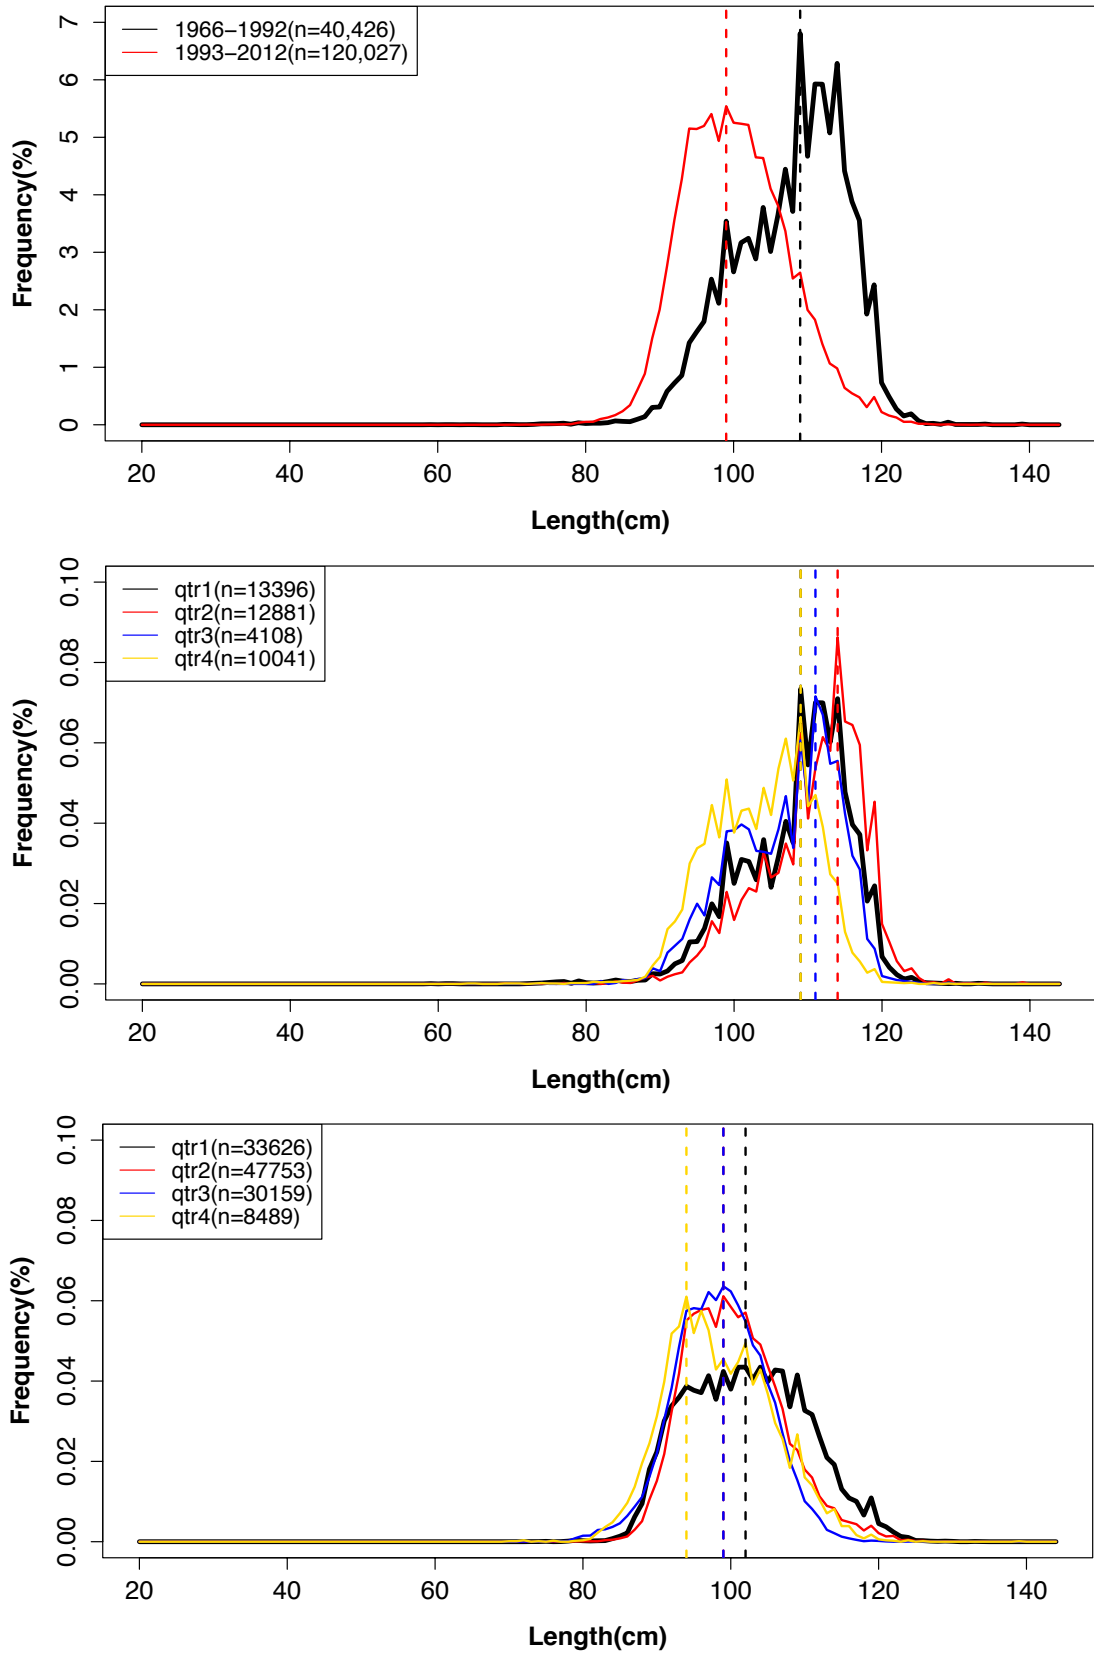 1966−1992(n=40,426)
1993−2012(n=120,027)
Frequency(%)
7
6
5
4
3
2
1
0
20 40 60 80 100 120 140
Length(cm)
qtr1(n=13396)
qtr2(n=12881)
qtr3(n=4108)
qtr4(n=10041)
Frequency(%)
0.10
0.08
0.06
0.04
0.02
0.00
20 40 60 80 100 120 140
Length(cm)
qtr1(n=33626)
qtr2(n=47753)
qtr3(n=30159)
qtr4(n=8489)
Frequency(%)
0.10
0.08
0.06
0.04
0.02
0.00
20 40 60 80 100 120 140
Length(cm)